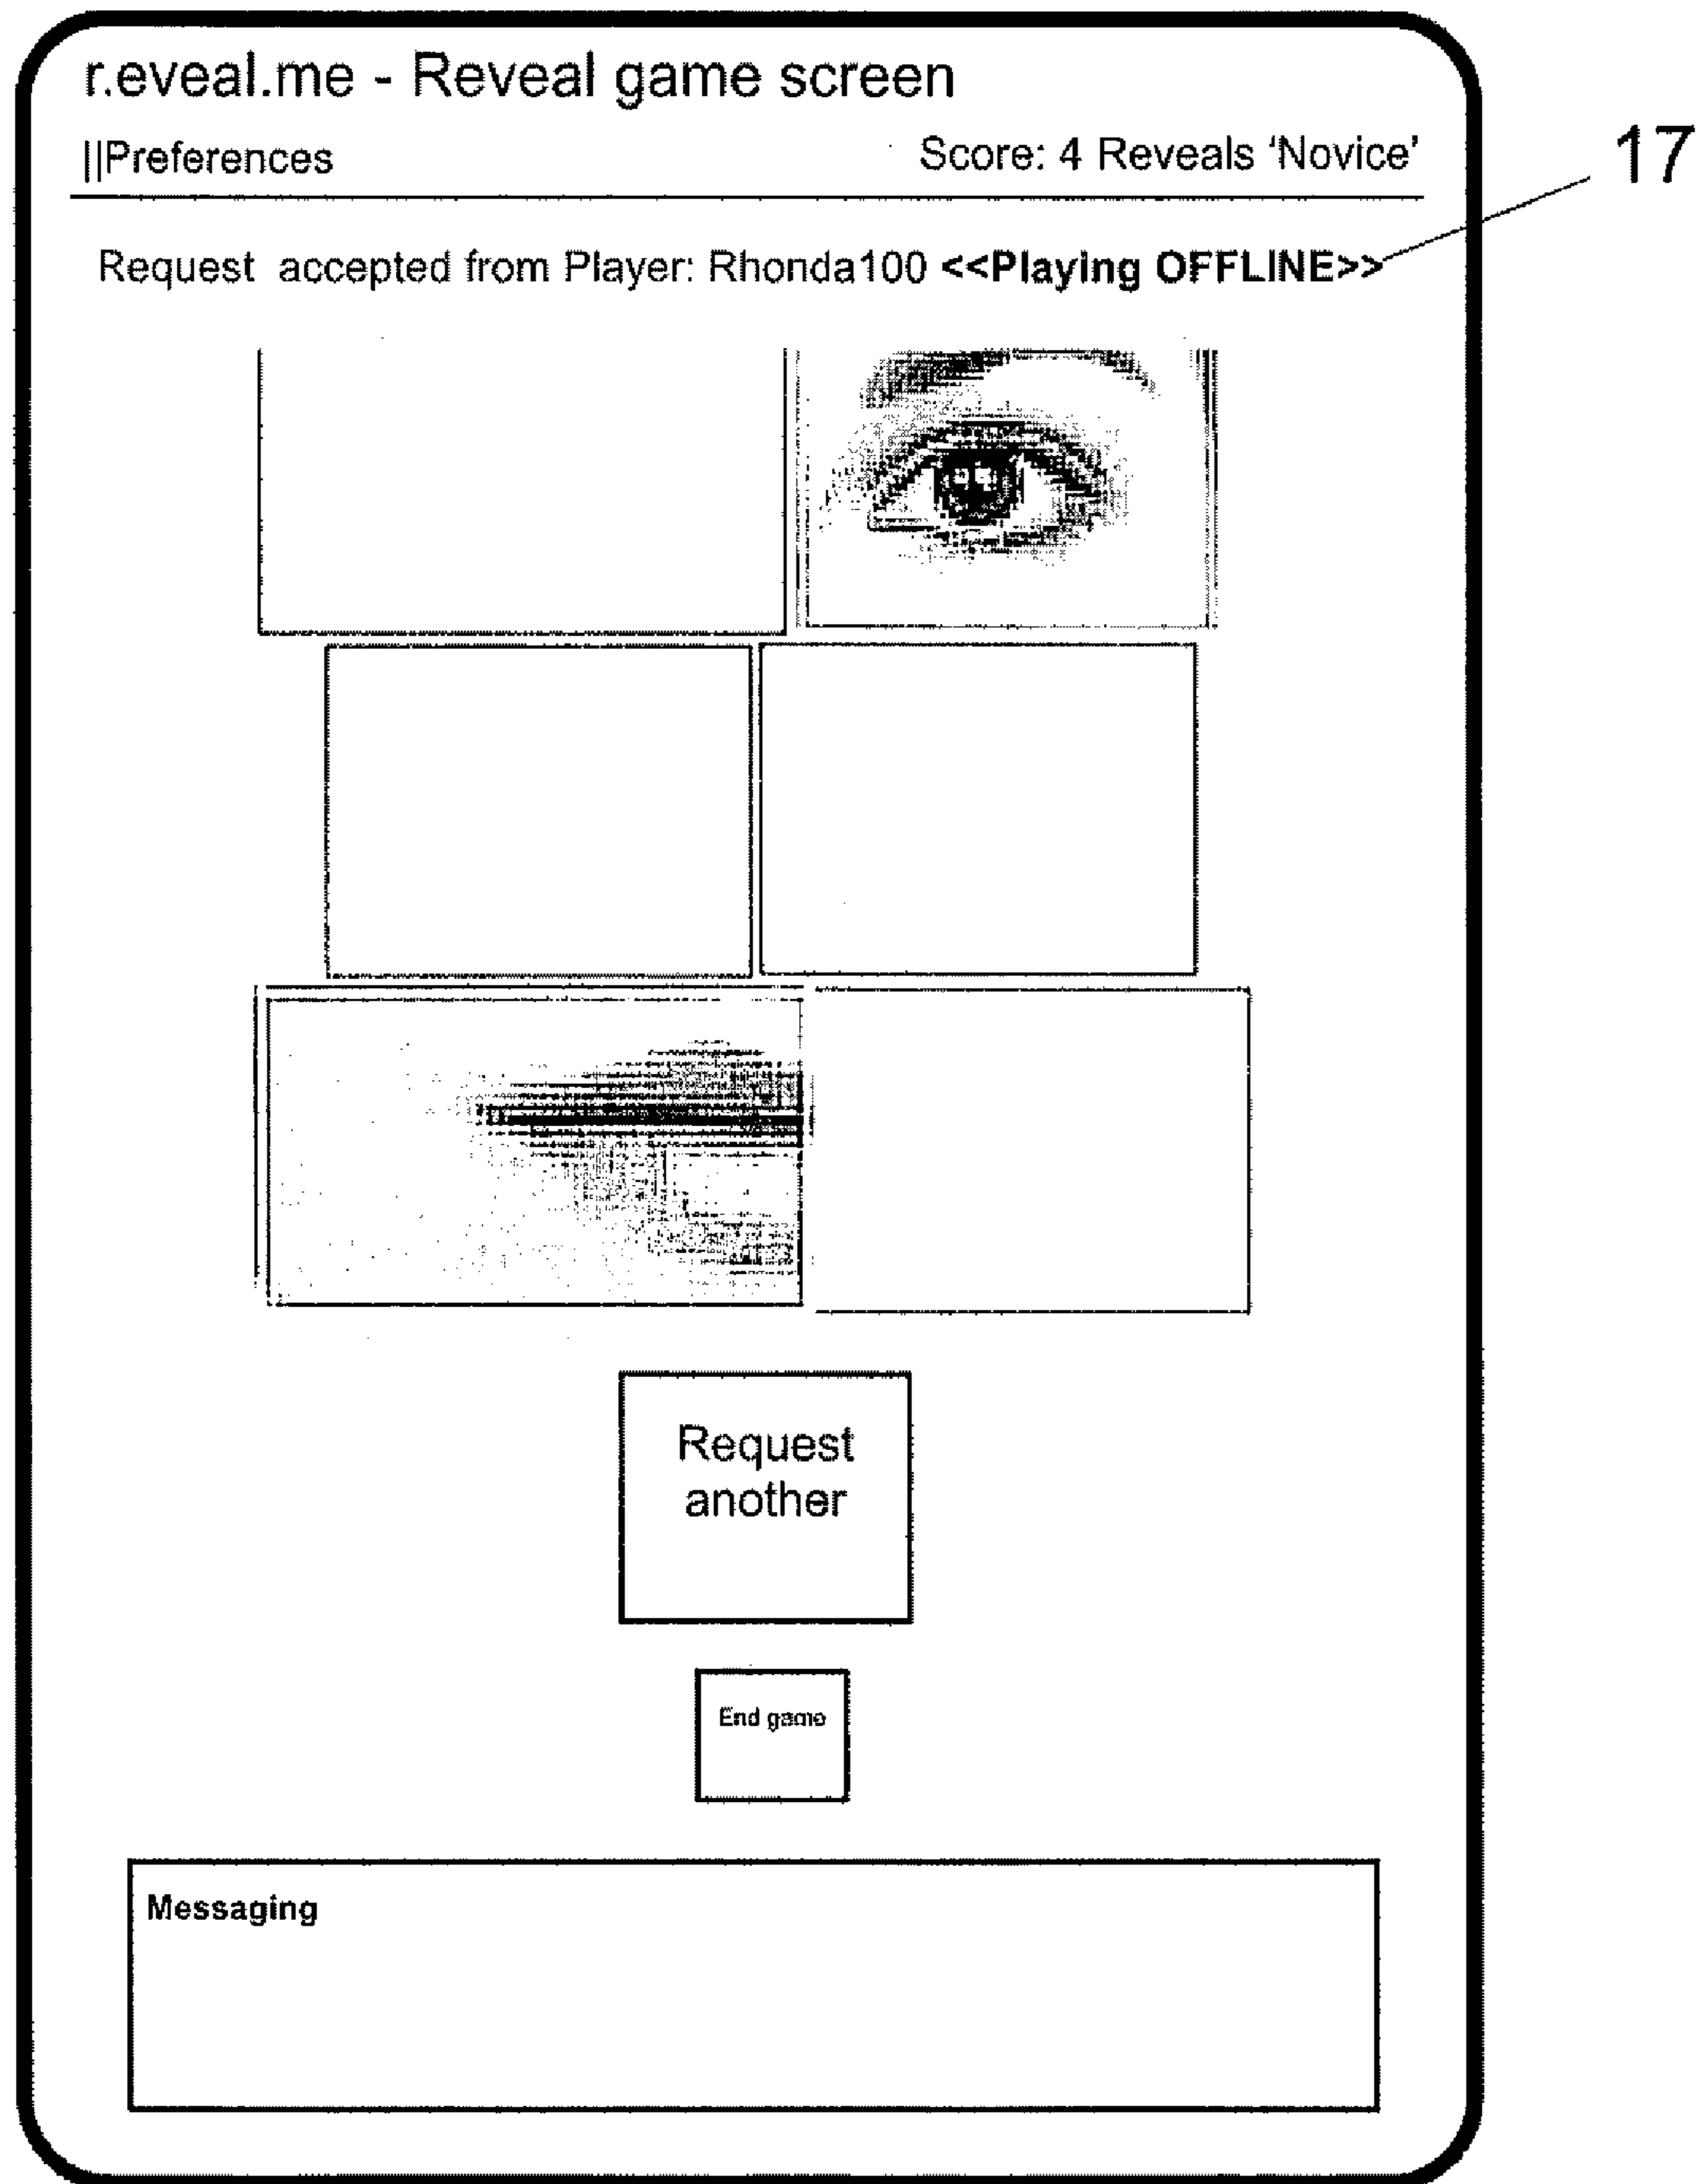 r.eveal.me - Reveal game screen
||Preferences
Score: 4 Reveals 'Novice'
17
Request accepted from Player: Rhonda100 <<Playing OFFLINE>>
Request
another
End game
Messaging